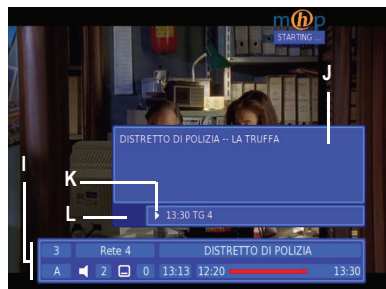 mhp
STARTING ...
J
DISTRETTO DI POLIZIA -- LA TRUFFA
I
K
L
13:30 TG 4
3 Rete 4 DISTRETTO DI POLIZIA
A 2 0 13:13 12:20 13:30